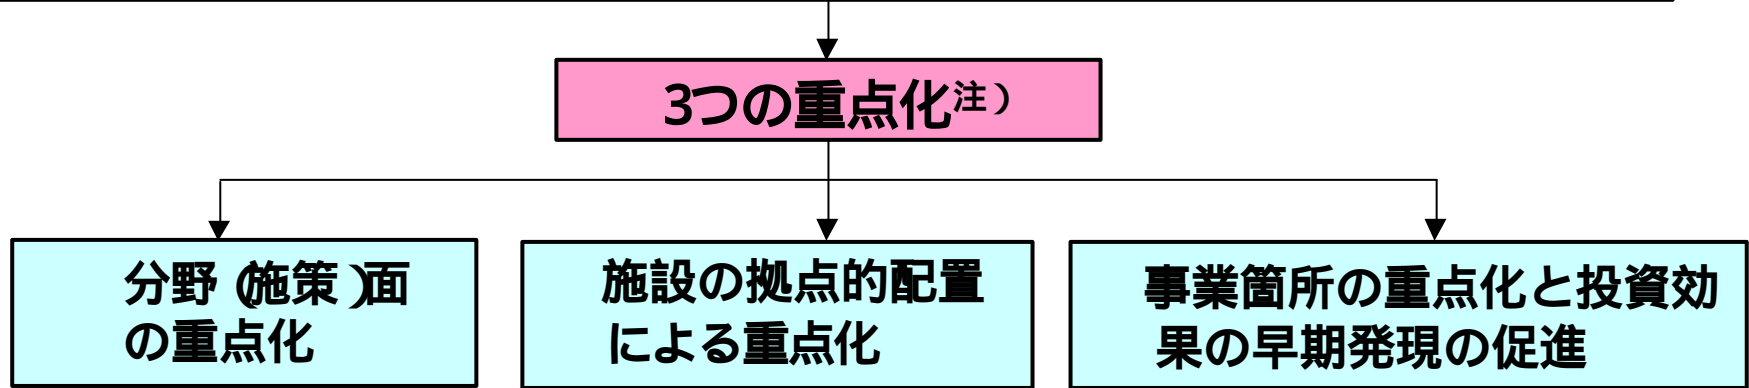 3つの重点化注）
分野（施策）面
の重点化
施設の拠点的配置
による重点化
事業箇所の重点化と投資効
果の早期発現の促進